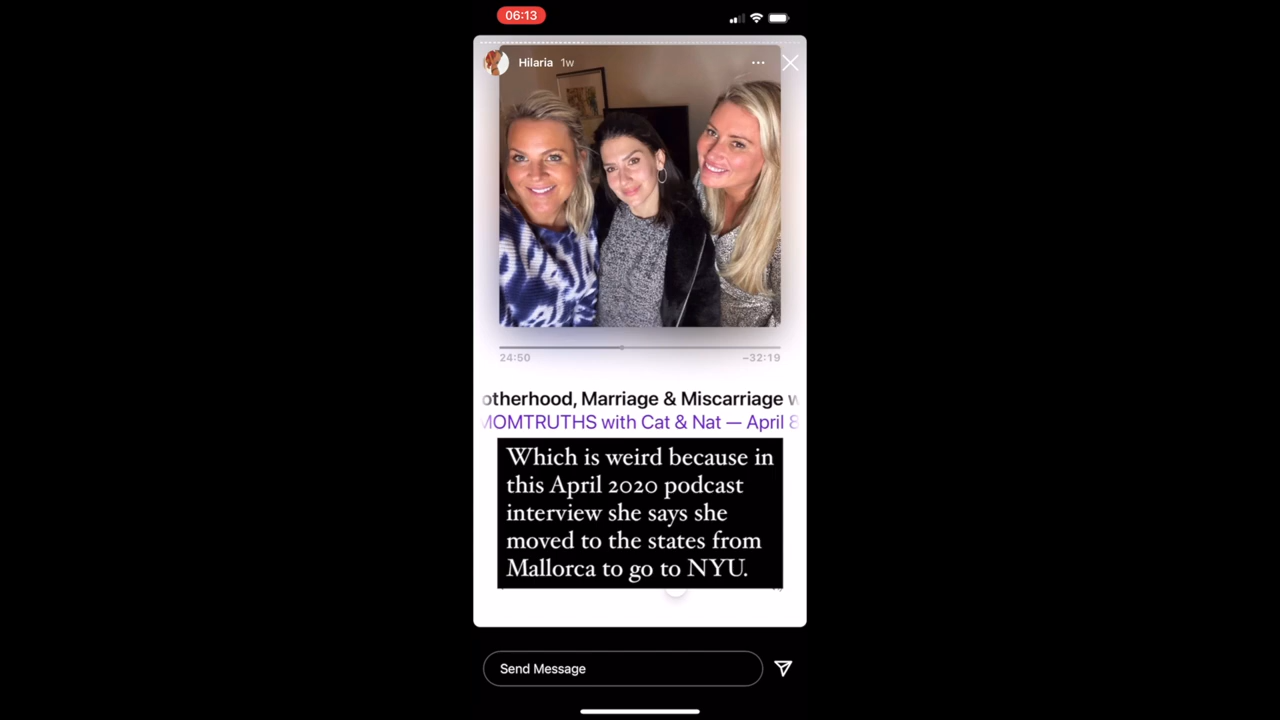 06:13
Hilaria 1w
24:50 -32:19
otherhood, Marriage & Miscarriage w
MOMTRUTHS with Cat & Nat — April 8
Which is weird because in
this April 2020 podcast
interview she says she
moved to the states from
Mallorca to go to NYU.
Send Message